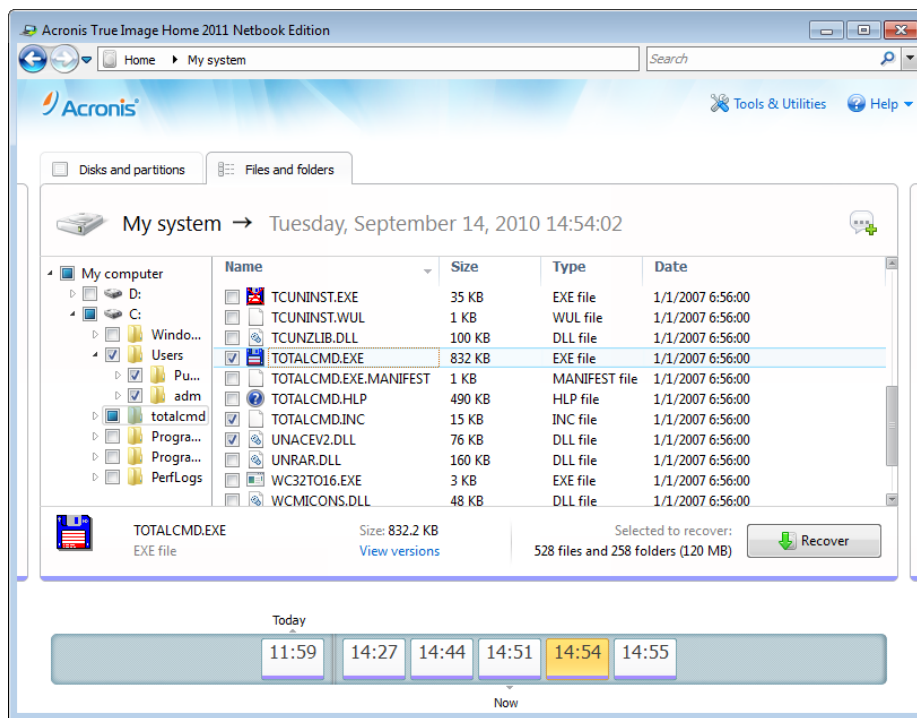 Acronis True Image Home 2011 Netbook Edition
Home ▸ My system
Search
Acronis
Tools & Utilities
Help
Disks and partitions
Files and folders
My system → Tuesday, September 14, 2010 14:54:02
My computer
D:
C:
Windo...
Users
Pu...
adm
totalcmd
Progra...
Progra...
PerfLogs
Name Size Type Date
TCUNINST.EXE 35 KB EXE file 1/1/2007 6:56:00
TCUNINST.WUL 1 KB WUL file 1/1/2007 6:56:00
TCUNZLIB.DLL 100 KB DLL file 1/1/2007 6:56:00
TOTALCMD.EXE 832 KB EXE file 1/1/2007 6:56:00
TOTALCMD.EXE.MANIFEST 1 KB MANIFEST file 1/1/2007 6:56:00
TOTALCMD.HLP 490 KB HLP file 1/1/2007 6:56:00
TOTALCMD.INC 15 KB INC file 1/1/2007 6:56:00
UNACEV2.DLL 76 KB DLL file 1/1/2007 6:56:00
UNRAR.DLL 160 KB DLL file 1/1/2007 6:56:00
WC32TO16.EXE 3 KB EXE file 1/1/2007 6:56:00
WCMICONS.DLL 48 KB DLL file 1/1/2007 6:56:00
TOTALCMD.EXE
EXE file
Size: 832.2 KB
View versions
Selected to recover:
528 files and 258 folders (120 MB)
Recover
Today
11:59 14:27 14:44 14:51 14:54 14:55
Now